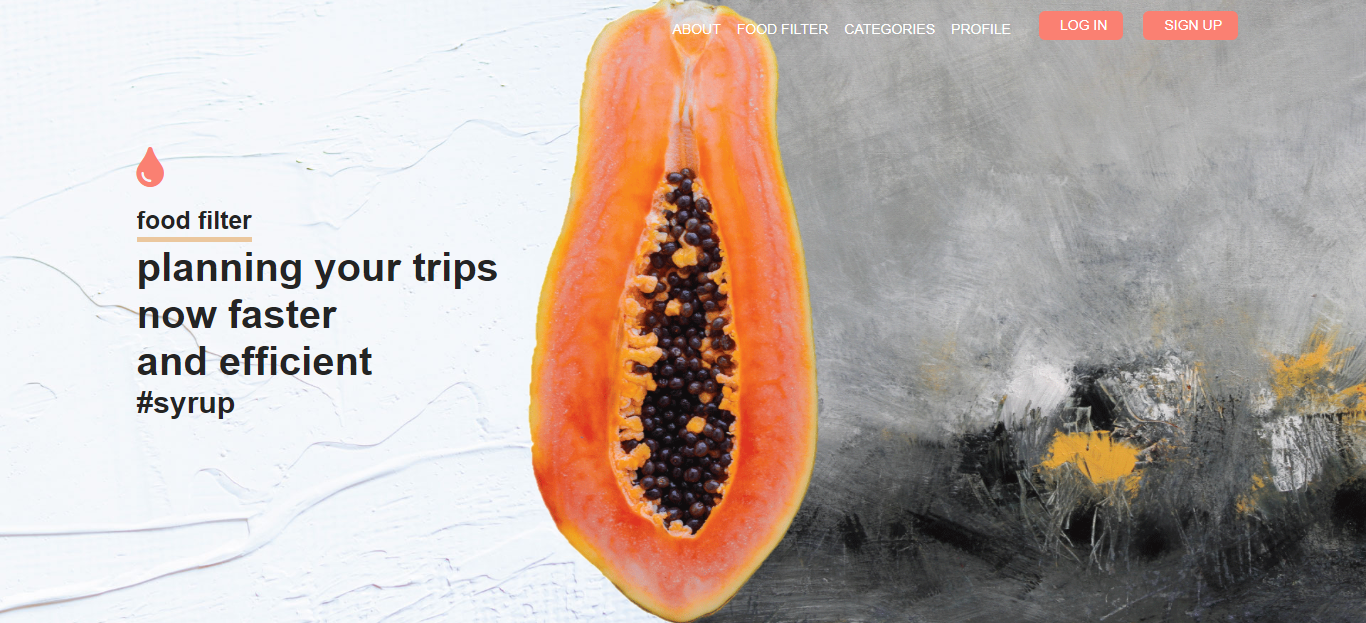 ABOUT FOOD FILTER CATEGORIES PROFILE LOG IN SIGN UP
food filter
planning your trips
now faster
and efficient
#syrup